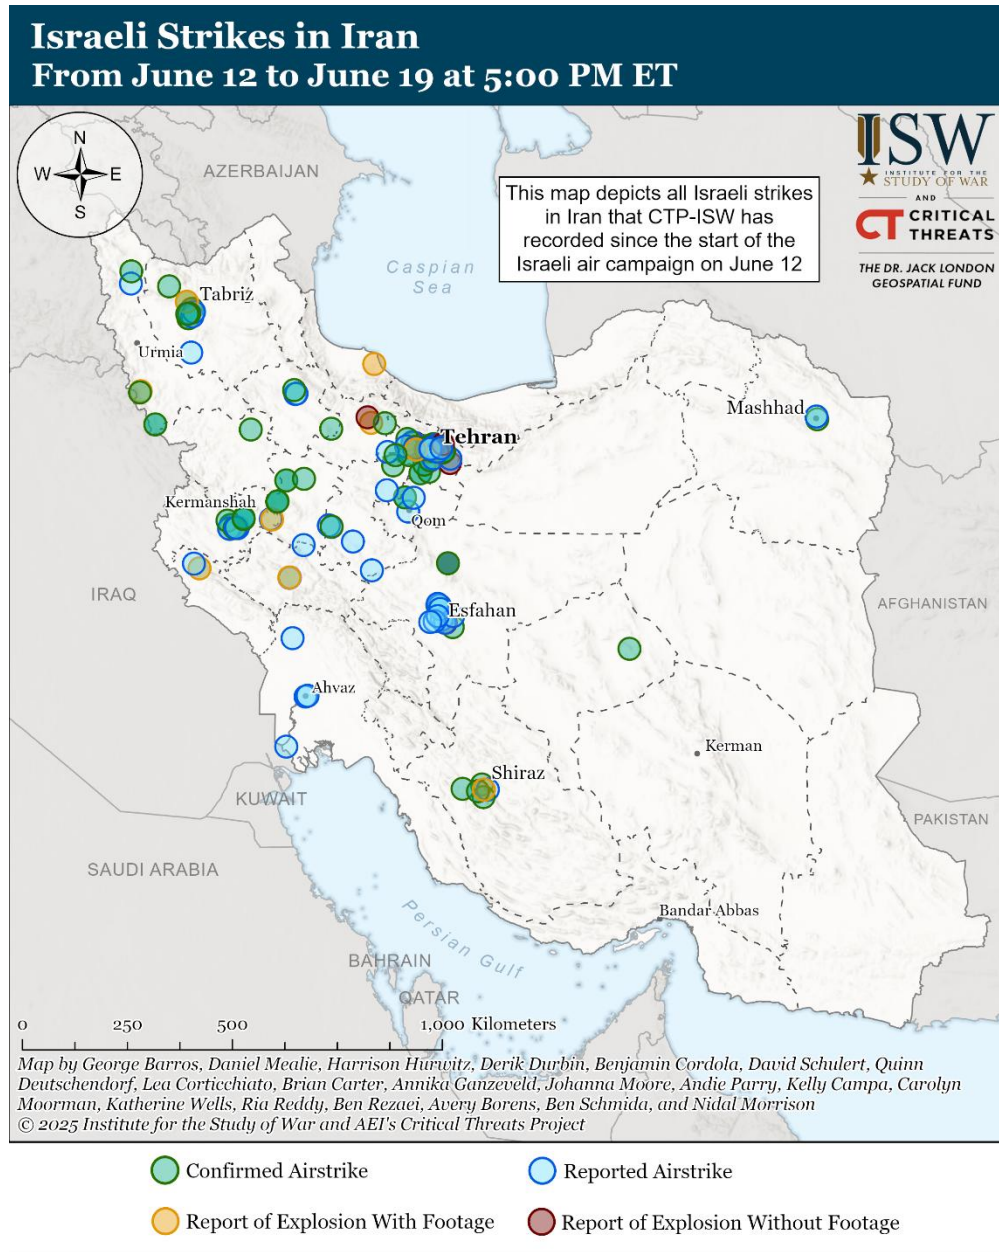 Israeli Strikes in Iran
From June 12 to June 19 at 5:00 PM ET
N
W
E
S
AZERBAIJAN
ISW
INSTITUTE FOR THE
STUDY OF WAR
AND
CT CRITICAL
THREATS
THE DR. JACK LONDON
GEOSPATIAL FUND
This map depicts all Israeli strikes
in Iran that CTP-ISW has
recorded since the start of the
Israeli air campaign on June 12
Caspian
Sea
Tabriz
Urmia
Mashhad
Tehran
Kermanshah
Qom
IRAQ
AFGHANISTAN
Esfahan
Ahvaz
Kerman
Shiraz
KUWAIT
PAKISTAN
SAUDI ARABIA
Bandar Abbas
Persian Gulf
BAHRAIN
QATAR
0 250 500 1,000 Kilometers
Map by George Barros, Daniel Mealie, Harrison Hurwitz, Derik Durbin, Benjamin Cordola, David Schulert, Quinn
Deutschendorf, Lea Corticchiato, Brian Carter, Annika Ganzeveld, Johanna Moore, Andie Parry, Kelly Campa, Carolyn
Moorman, Katherine Wells, Ria Reddy, Ben Rezaei, Avery Borens, Ben Schmida, and Nidal Morrison
© 2025 Institute for the Study of War and AEI's Critical Threats Project
Confirmed Airstrike
Reported Airstrike
Report of Explosion With Footage
Report of Explosion Without Footage